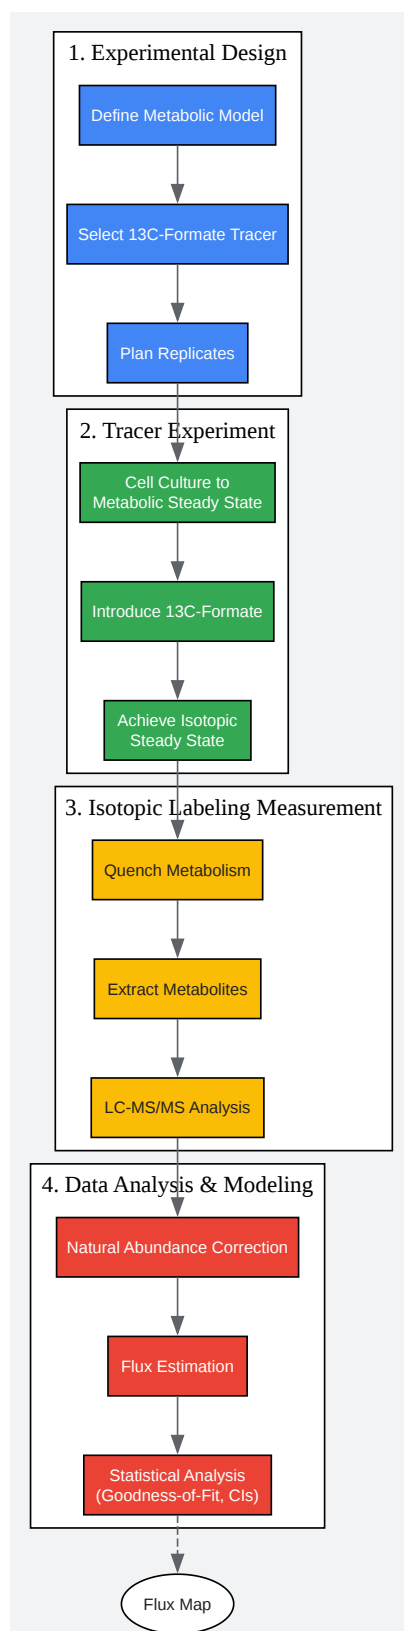 1. Experimental Design
Define Metabolic Model
Select 13C-Formate Tracer
Plan Replicates
2. Tracer Experiment
Cell Culture to
Metabolic Steady State
Introduce 13C-Formate
Achieve Isotopic
Steady State
3. Isotopic Labeling Measurement
Quench Metabolism
Extract Metabolites
LC-MS/MS Analysis
4. Data Analysis & Modeling
Natural Abundance Correction
Flux Estimation
Statistical Analysis
(Goodness-of-Fit, CIs)
Flux Map